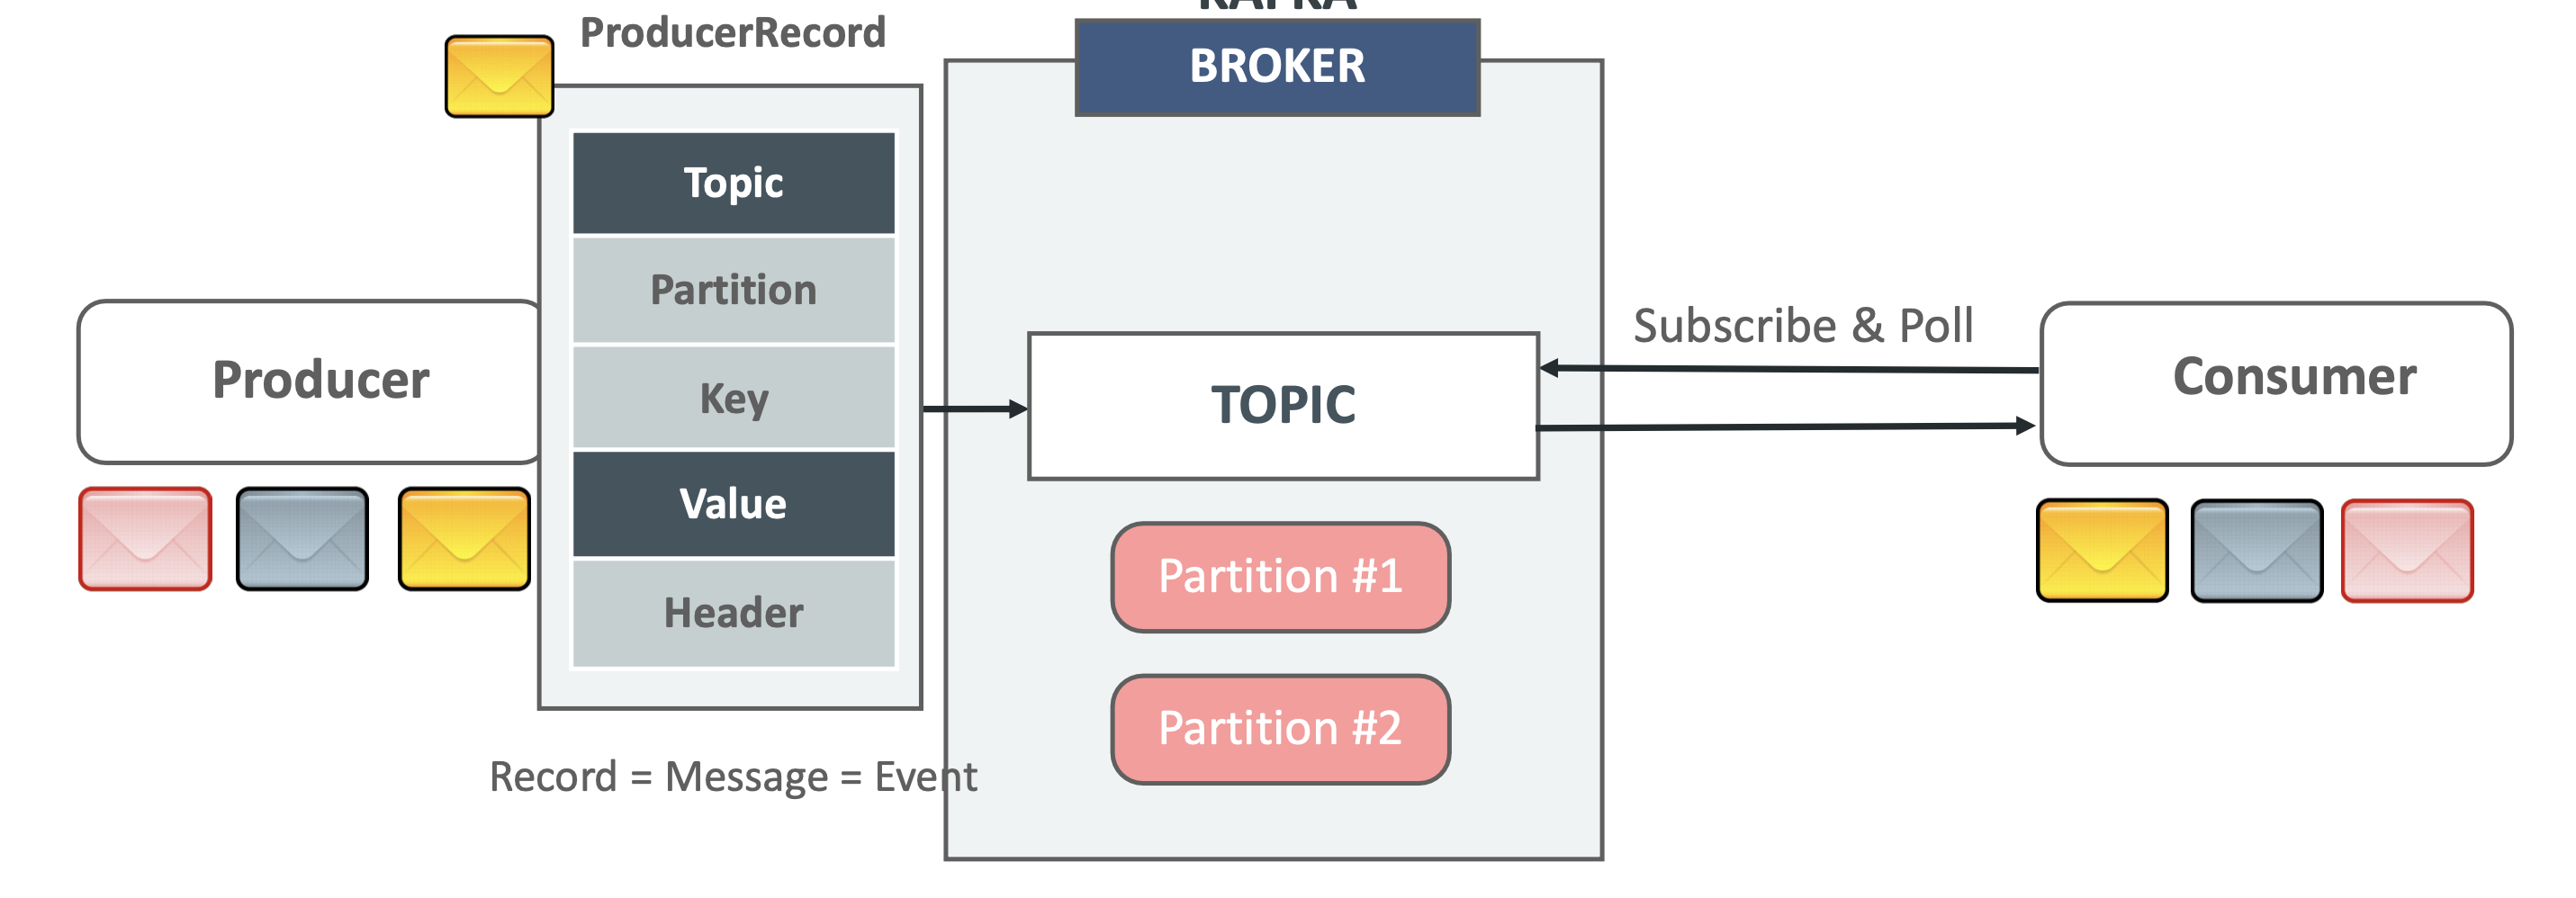 KAFKA
ProducerRecord
BROKER
Topic
Partition
Key
Value
Header
Producer
TOPIC
Subscribe & Poll
Consumer
Partition #1
Partition #2
Record = Message = Event